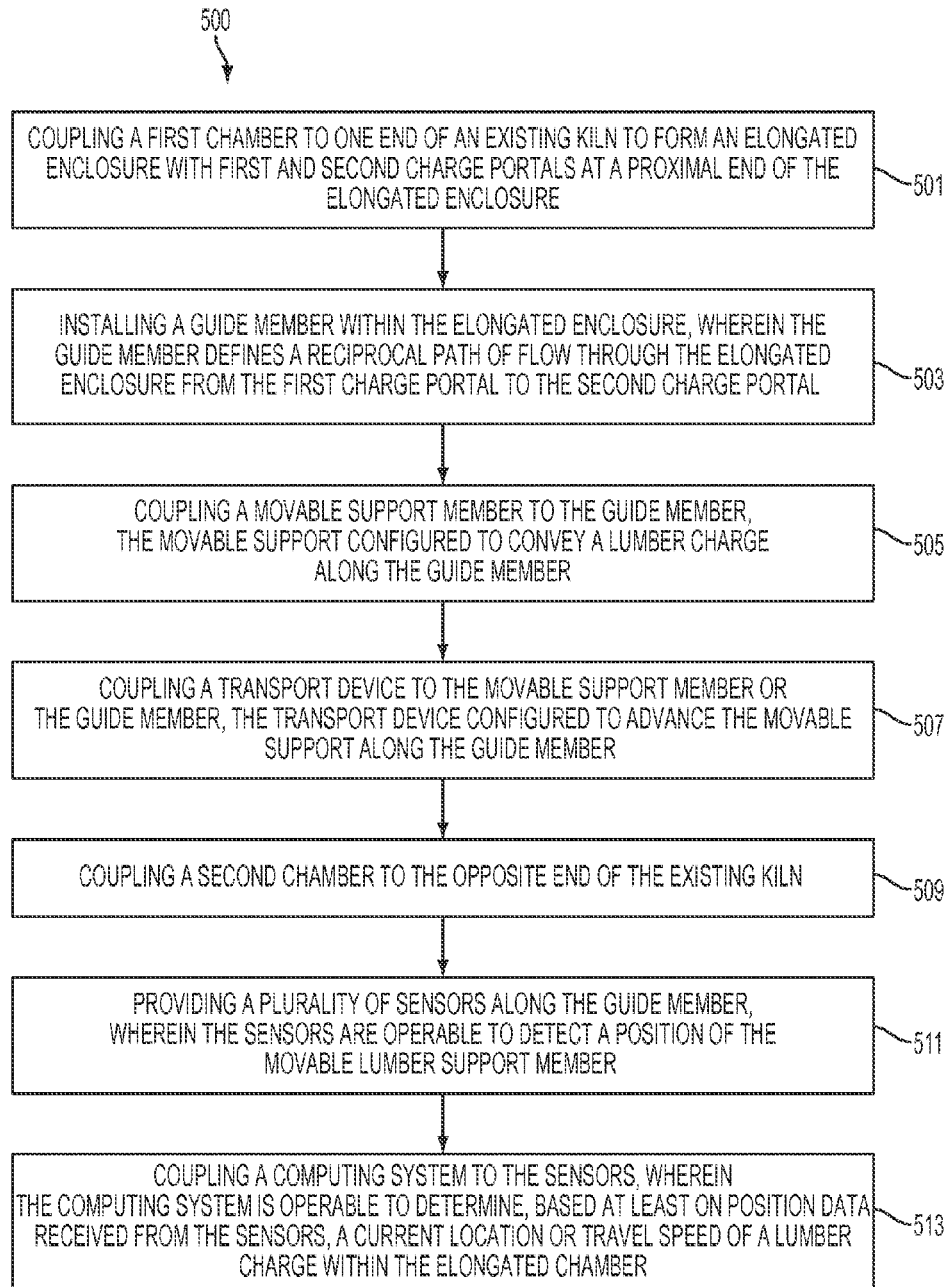 500
COUPLING A FIRST CHAMBER TO ONE END OF AN EXISTING KILN TO FORM AN ELONGATED
ENCLOSURE WITH FIRST AND SECOND CHARGE PORTALS AT A PROXIMAL END OF THE
ELONGATED ENCLOSURE
501
INSTALLING A GUIDE MEMBER WITHIN THE ELONGATED ENCLOSURE, WHEREIN THE
GUIDE MEMBER DEFINES A RECIPROCAL PATH OF FLOW THROUGH THE ELONGATED
ENCLOSURE FROM THE FIRST CHARGE PORTAL TO THE SECOND CHARGE PORTAL
503
COUPLING A MOVABLE SUPPORT MEMBER TO THE GUIDE MEMBER,
THE MOVABLE SUPPORT CONFIGURED TO CONVEY A LUMBER CHARGE
ALONG THE GUIDE MEMBER
505
COUPLING A TRANSPORT DEVICE TO THE MOVABLE SUPPORT MEMBER OR
THE GUIDE MEMBER, THE TRANSPORT DEVICE CONFIGURED TO ADVANCE THE MOVABLE
SUPPORT ALONG THE GUIDE MEMBER
507
COUPLING A SECOND CHAMBER TO THE OPPOSITE END OF THE EXISTING KILN
509
PROVIDING A PLURALITY OF SENSORS ALONG THE GUIDE MEMBER,
WHEREIN THE SENSORS ARE OPERABLE TO DETECT A POSITION OF THE
MOVABLE LUMBER SUPPORT MEMBER
511
COUPLING A COMPUTING SYSTEM TO THE SENSORS, WHEREIN
THE COMPUTING SYSTEM IS OPERABLE TO DETERMINE, BASED AT LEAST ON POSITION DATA
RECEIVED FROM THE SENSORS, A CURRENT LOCATION OR TRAVEL SPEED OF A LUMBER
CHARGE WITHIN THE ELONGATED CHAMBER
513